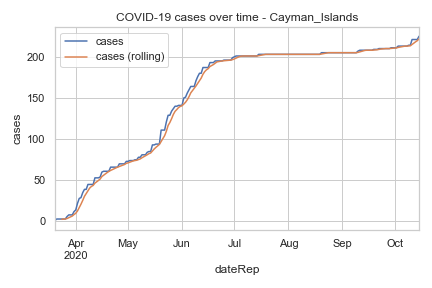 COVID-19 cases over time - Cayman_Islands
cases
cases (rolling)
cases
200
150
100
50
0
Apr May Jun Jul Aug Sep Oct
2020
dateRep